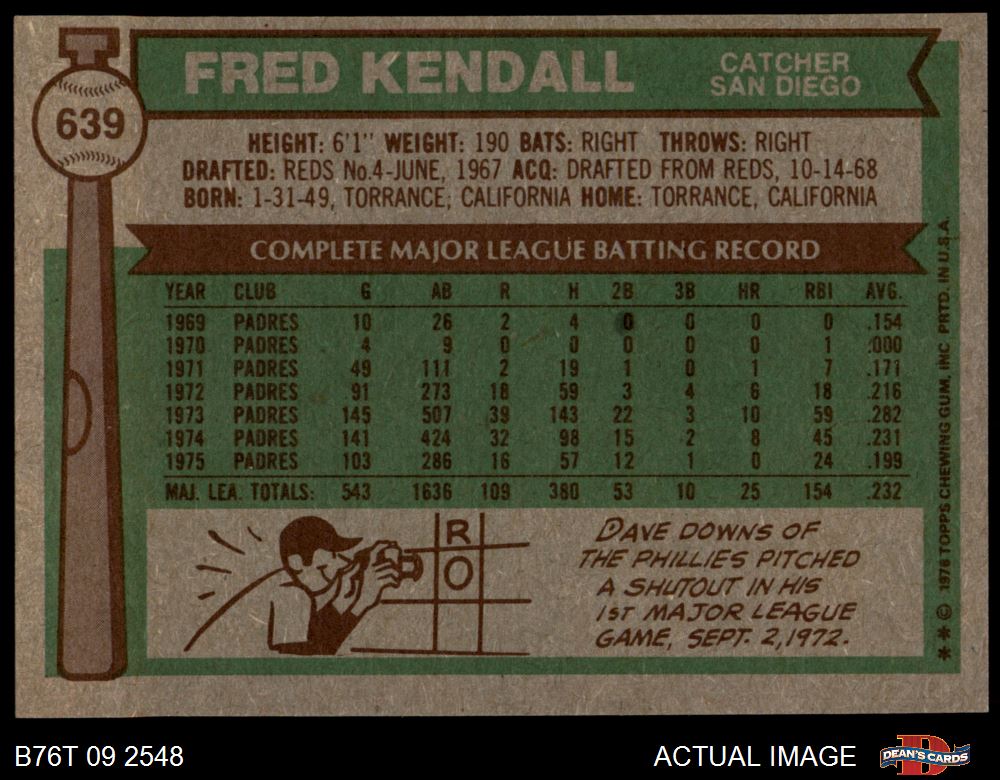 639
FRED KENDALL
CATCHER
SAN DIEGO
HEIGHT: 6'1" WEIGHT: 190 BATS: RIGHT THROWS: RIGHT
DRAFTED: REDS No.4-JUNE, 1967 ACQ: DRAFTED FROM REDS, 10-14-68
BORN: 1-31-49, TORRANCE; CALIFORNIA HOME: TORRANCE, CALIFORNIA
COMPLETE MAJOR LEAGUE BATTING RECORD
YEAR CLUB G AB R H 2B 3B HR RBI AVG.
1969 PADRES 10 26 2 4 0 0 0 0 .154
1970 PADRES 4 9 0 0 0 0 0 1 .000
1971 PADRES 49 111 2 19 1 0 1 7 .171
1972 PADRES 91 273 18 59 3 4 6 18 .216
1973 PADRES 145 507 39 143 22 3 10 59 .282
1974 PADRES 141 424 32 98 15 2 8 45 .231
1975 PADRES 103 286 16 57 12 1 0 24 .199
MAJ. LEA. TOTALS: 543 1636 109 380 53 10 25 154 .232
R
O
DAVE DOWNS OF
THE PHILLIES PITCHED
A SHUTOUT IN HIS
1ST MAJOR LEAGUE
GAME, SEPT. 2, 1972.
** © 1976 TOPPS CHEWING GUM, INC PRTD. IN U.S.A.
B76T 09 2548
ACTUAL IMAGE
D
DEAN'S CARDS